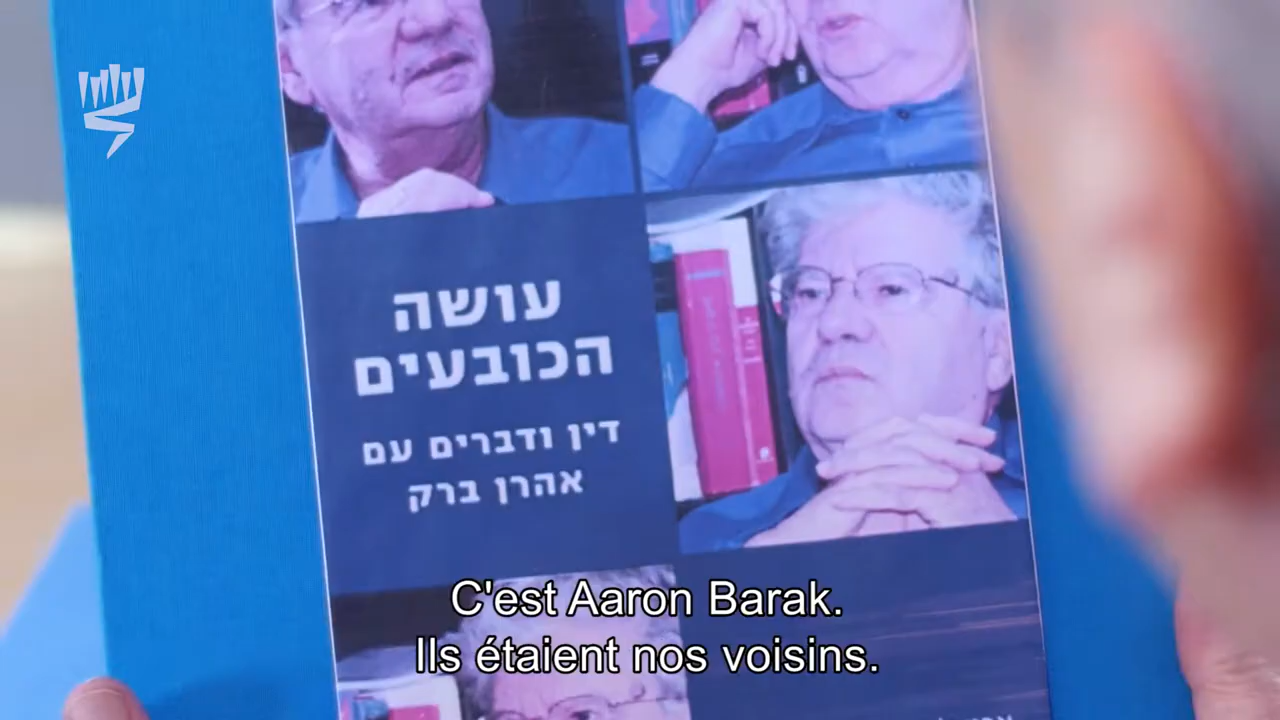 עושה
הכובעים
דין ודברים עם
אהרן ברק
C'est Aaron Barak.
Ils étaient nos voisins.